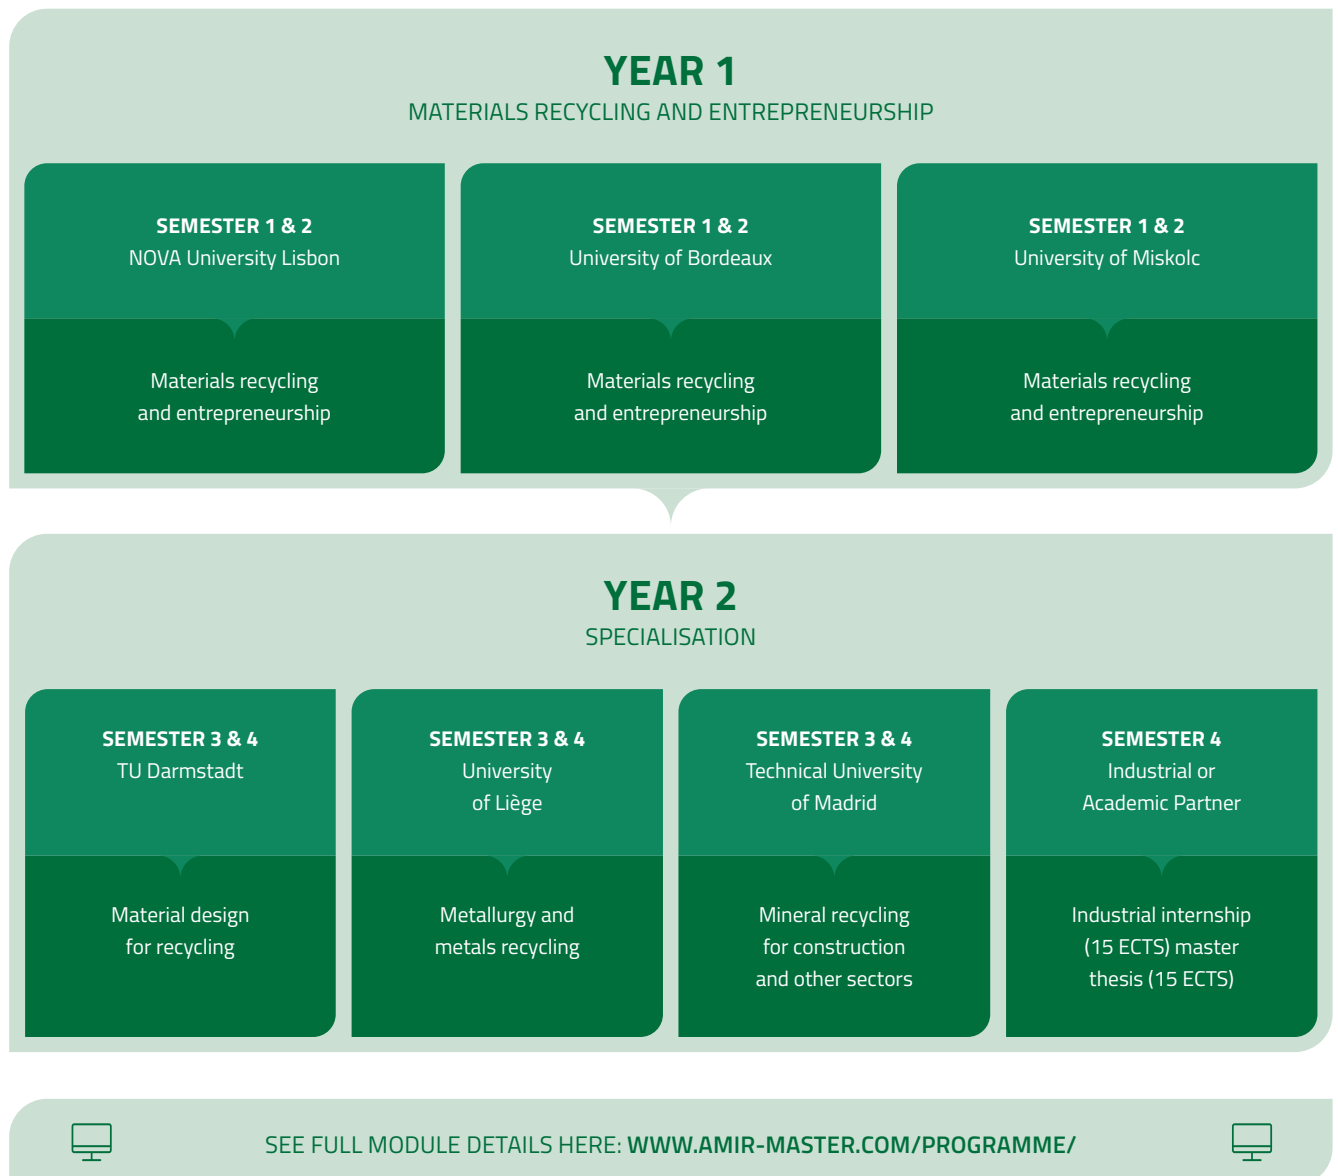 YEAR 1
MATERIALS RECYCLING AND ENTREPRENEURSHIP
SEMESTER 1 & 2
NOVA University Lisbon
Materials recycling
and entrepreneurship
SEMESTER 1 & 2
University of Bordeaux
Materials recycling
and entrepreneurship
SEMESTER 1 & 2
University of Miskolc
Materials recycling
and entrepreneurship
YEAR 2
SPECIALISATION
SEMESTER 3 & 4
TU Darmstadt
Material design
for recycling
SEMESTER 3 & 4
University
of Liège
Metallurgy and
metals recycling
SEMESTER 3 & 4
Technical University
of Madrid
Mineral recycling
for construction
and other sectors
SEMESTER 4
Industrial or
Academic Partner
Industrial internship
(15 ECTS) master
thesis (15 ECTS)
SEE FULL MODULE DETAILS HERE: WWW.AMIR-MASTER.COM/PROGRAMME/